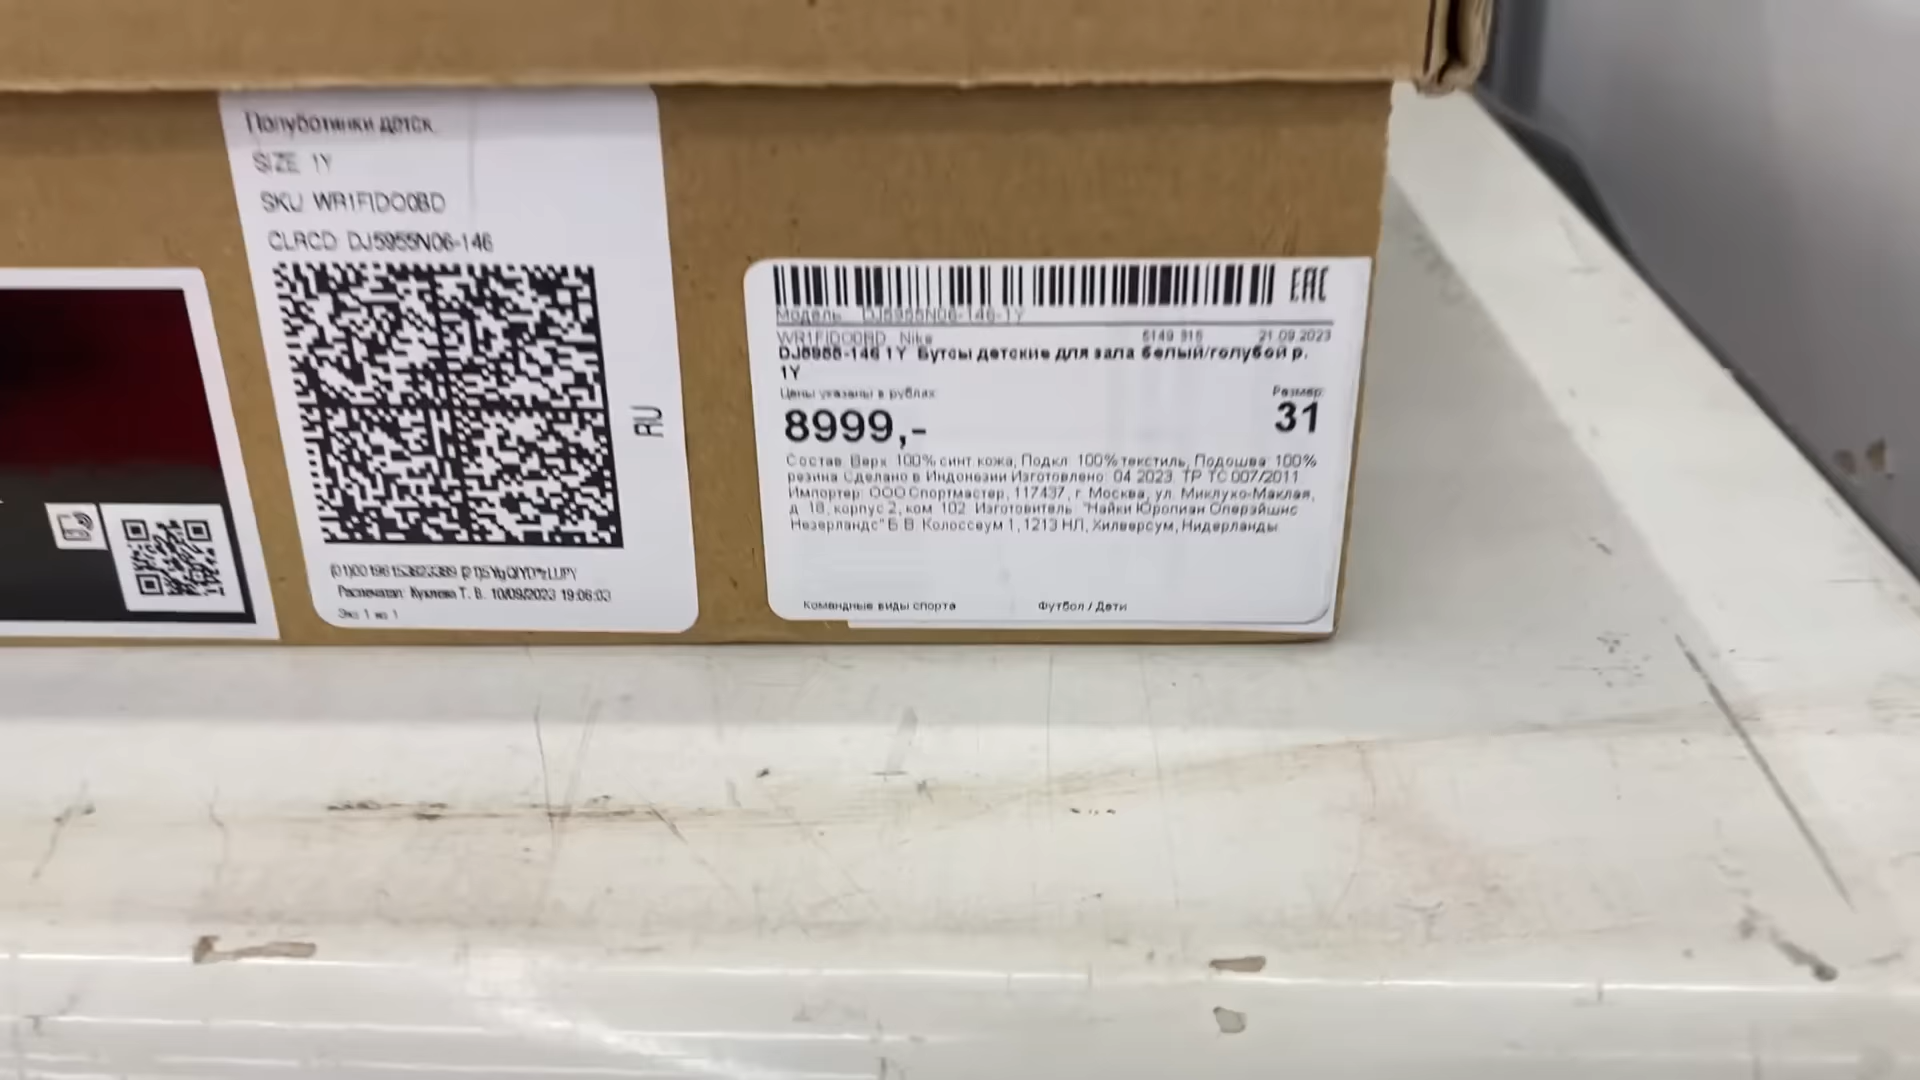 Полуботинки детск.
SIZE: 1Y
SKU: WR1FIDO0BD
CLRCD: DJ5955N06-146
RU
Распечатал: Т. В. 10/09/2023 19:06:03
Экз 1 из 1
EAC
Модель: DJ5955N06-146-1Y
WR1FIDO0BD Nike 21.09.2023
DJ5955-146 1Y Бутсы детские для зала белый/голубой р.
1Y
Цены указаны в рублях
Размер:
8999,-
31
Состав: Верх: 100% синт.кожа, Подкл: 100% текстиль, Подошва: 100%
резина Сделано в Индонезии Изготовлено: 04.2023 ТР ТС 007/2011
Импортер: ООО Спортмастер, 117437, г. Москва, ул. Миклухо-Маклая,
д. 18, корпус 2, ком. 102. Изготовитель: "Найки Юропиан Оперэйшнс
Незерландс" Б.В. Колоссеум 1, 1213 НЛ, Хилверсум, Нидерланды
Командные виды спорта Футбол / Дети